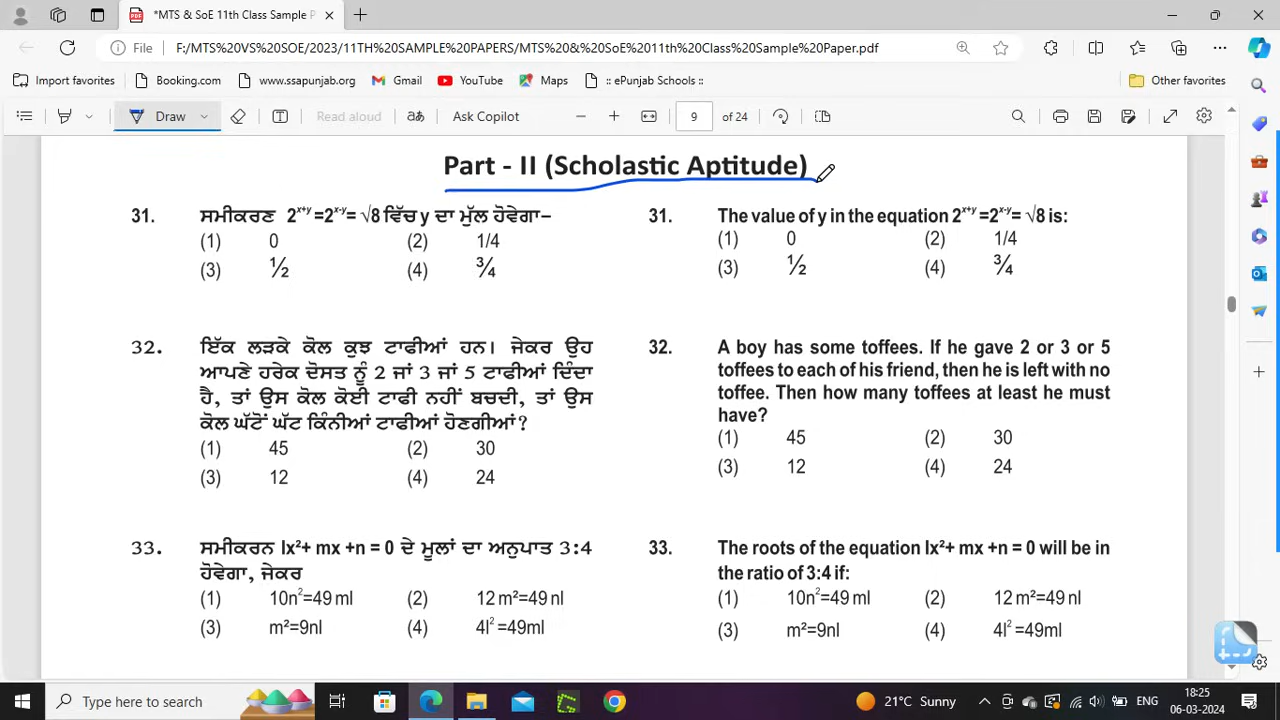 *MTS & SoE 11th Class Sample P
File F:/MTS%20VS%20SOE/2023/11TH%20SAMPLE%20PAPERS/MTS%20&%20SoE%2011th%20Class%20Sample%20Paper.pdf
Import favorites Booking.com www.ssapunjab.org Gmail YouTube Maps :: ePunjab Schools :: Other favorites
Draw Read aloud Ask Copilot 9 of 24
Part - II (Scholastic Aptitude)
31. ਸਮੀਕਰਣ 2ˣ⁺ʸ =2ˣ⁻ʸ= √8 ਵਿੱਚ y ਦਾ ਮੁੱਲ ਹੋਵੇਗਾ–
(1) 0 (2) 1/4
(3) ½ (4) ¾
32. ਇੱਕ ਲੜਕੇ ਕੋਲ ਕੁਝ ਟਾਫੀਆਂ ਹਨ। ਜੇਕਰ ਉਹ
ਆਪਣੇ ਹਰੇਕ ਦੋਸਤ ਨੂੰ 2 ਜਾਂ 3 ਜਾਂ 5 ਟਾਫੀਆਂ ਦਿੰਦਾ
ਹੈ, ਤਾਂ ਉਸ ਕੋਲ ਕੋਈ ਟਾਫੀ ਨਹੀਂ ਬਚਦੀ, ਤਾਂ ਉਸ
ਕੋਲ ਘੱਟੋਂ ਘੱਟ ਕਿੰਨੀਆਂ ਟਾਫੀਆਂ ਹੋਣਗੀਆਂ?
(1) 45 (2) 30
(3) 12 (4) 24
33. ਸਮੀਕਰਨ lx²+ mx +n = 0 ਦੇ ਮੂਲਾਂ ਦਾ ਅਨੁਪਾਤ 3:4
ਹੋਵੇਗਾ, ਜੇਕਰ
(1) 10n²=49 ml (2) 12 m²=49 nl
(3) m²=9nl (4) 4l² =49ml
31. The value of y in the equation 2ˣ⁺ʸ =2ˣ⁻ʸ= √8 is:
(1) 0 (2) 1/4
(3) ½ (4) ¾
32. A boy has some toffees. If he gave 2 or 3 or 5
toffees to each of his friend, then he is left with no
toffee. Then how many toffees at least he must
have?
(1) 45 (2) 30
(3) 12 (4) 24
33. The roots of the equation lx²+ mx +n = 0 will be in
the ratio of 3:4 if:
(1) 10n²=49 ml (2) 12 m²=49 nl
(3) m²=9nl (4) 4l² =49ml
Type here to search 21°C Sunny ENG 18:25
06-03-2024